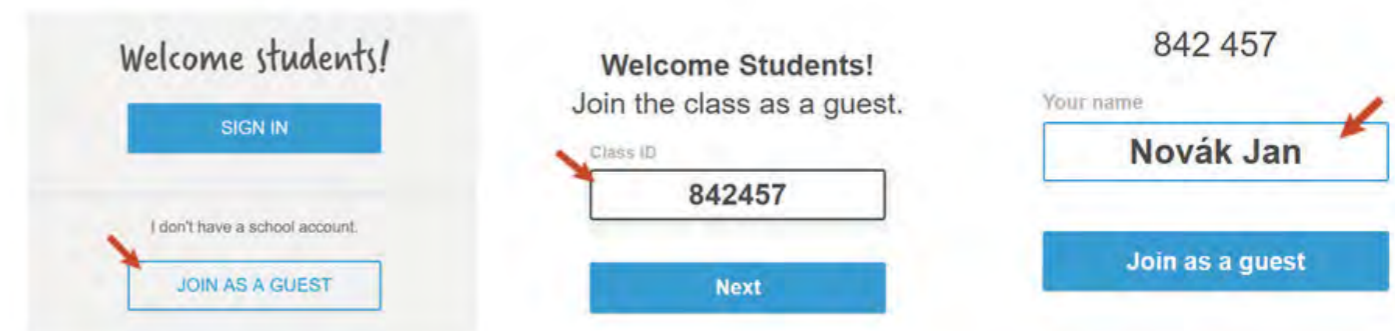 Welcome students!
SIGN IN
I don't have a school account.
JOIN AS A GUEST
Welcome Students!
Join the class as a guest.
Class ID
842457
Next
842 457
Your name
Novák Jan
Join as a guest